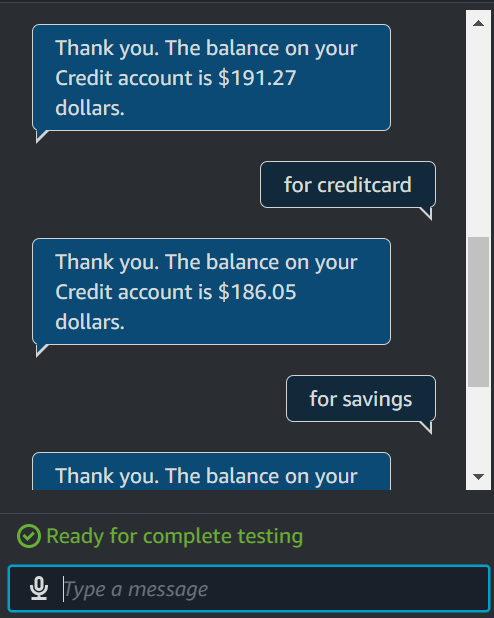 Thank you. The balance on your
Credit account is $191.27
dollars.
for creditcard
Thank you. The balance on your
Credit account is $186.05
dollars.
for savings
Thank you. The balance on your
Ready for complete testing
Type a message